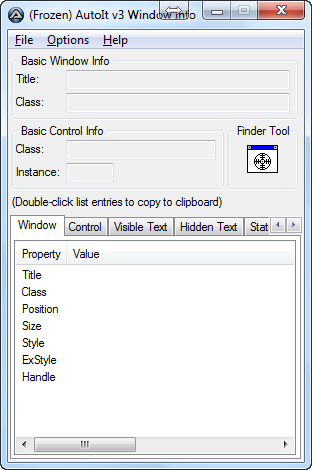 (Frozen) AutoIt v3 Window Info
File Options Help
Basic Window Info
Title:
Class:
Basic Control Info
Finder Tool
Class:
Instance:
(Double-click list entries to copy to clipboard)
Window Control Visible Text Hidden Text Stat
Property Value
Title
Class
Position
Size
Style
ExStyle
Handle